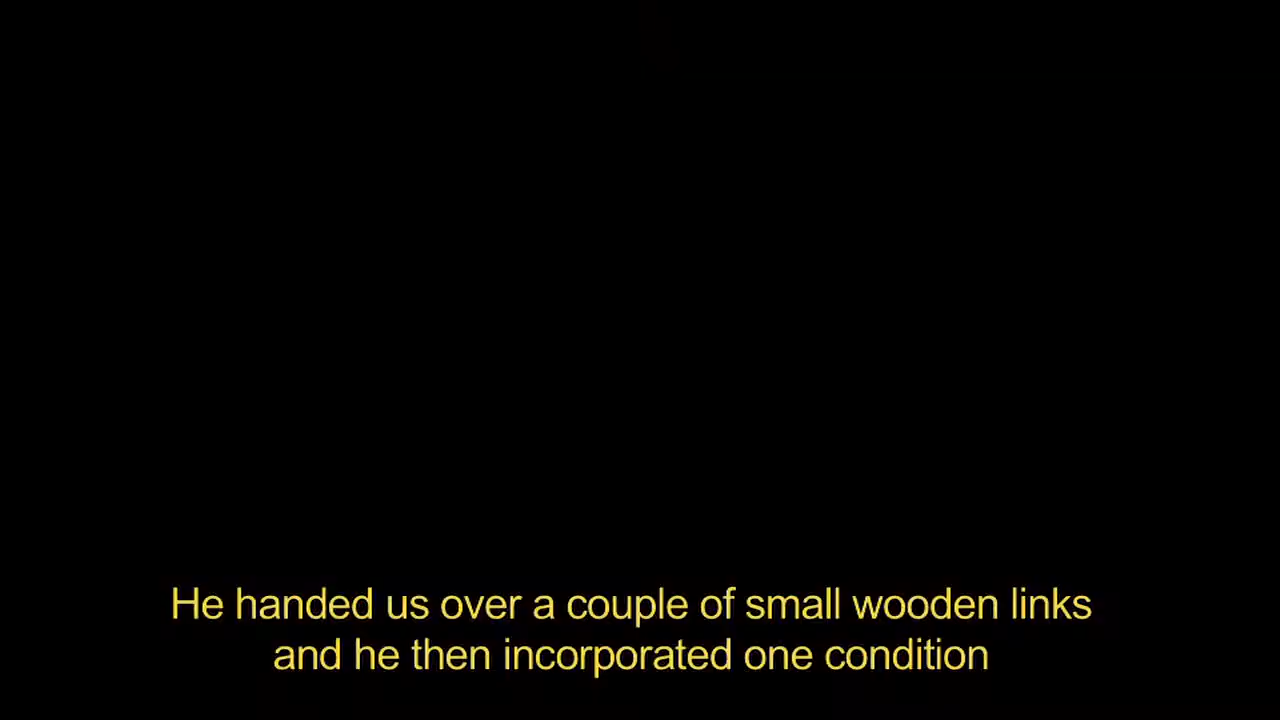 He handed us over a couple of small wooden links
and he then incorporated one condition